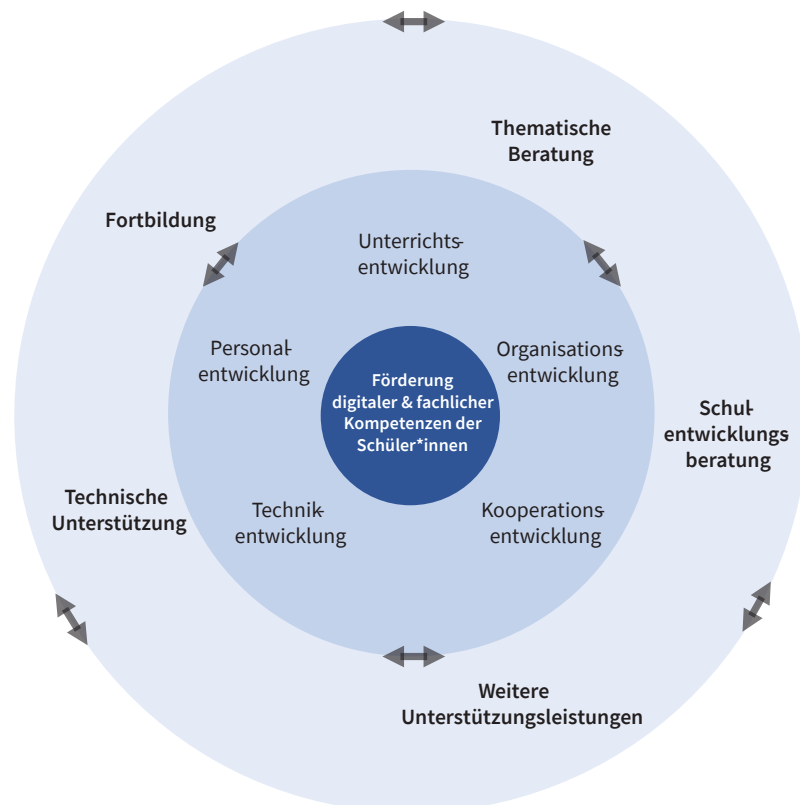 Thematische
Beratung
Fortbildung
Unterrichts-
entwicklung
Personal-
entwicklung
Organisations-
entwicklung
Förderung
digitaler & fachlicher
Kompetenzen der
Schüler*innen
Schul-
entwicklungs-
beratung
Technische
Unterstützung
Technik-
entwicklung
Kooperations-
entwicklung
Weitere
Unterstützungsleistungen